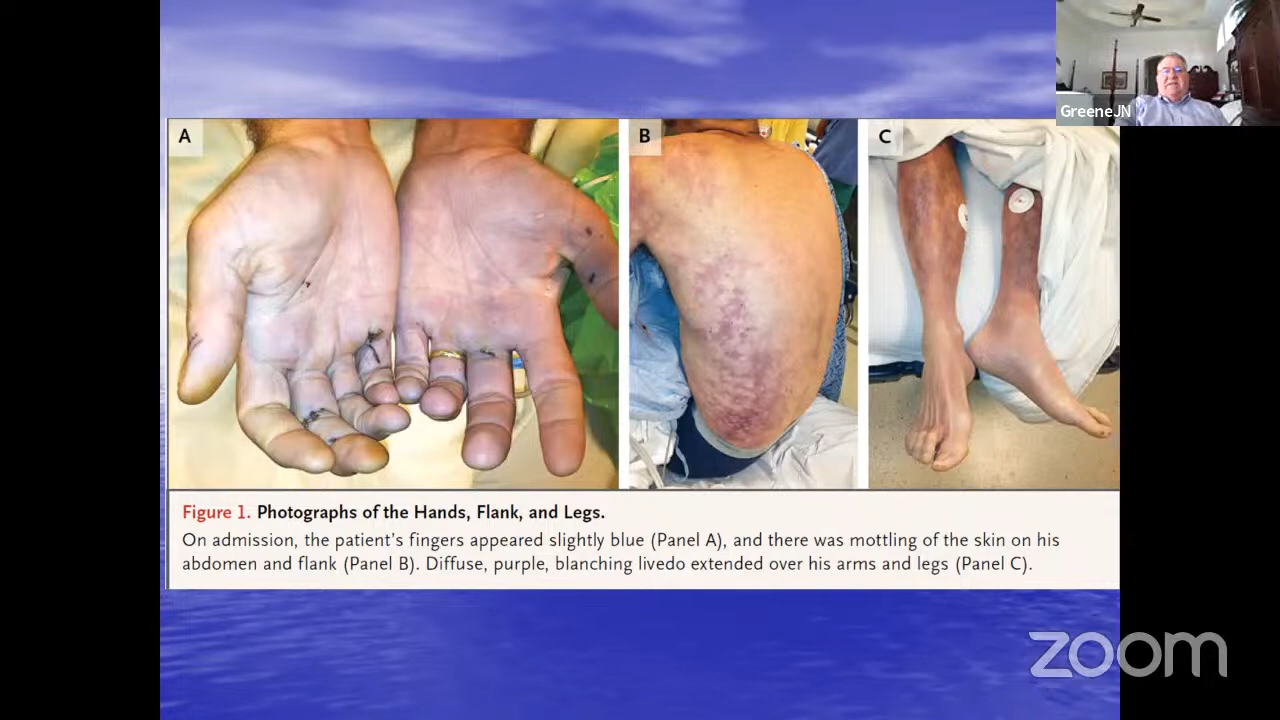 GreeneJN
A
B
C
Figure 1. Photographs of the Hands, Flank, and Legs.
On admission, the patient's fingers appeared slightly blue (Panel A), and there was mottling of the skin on his
abdomen and flank (Panel B). Diffuse, purple, blanching livedo extended over his arms and legs (Panel C).
zoom